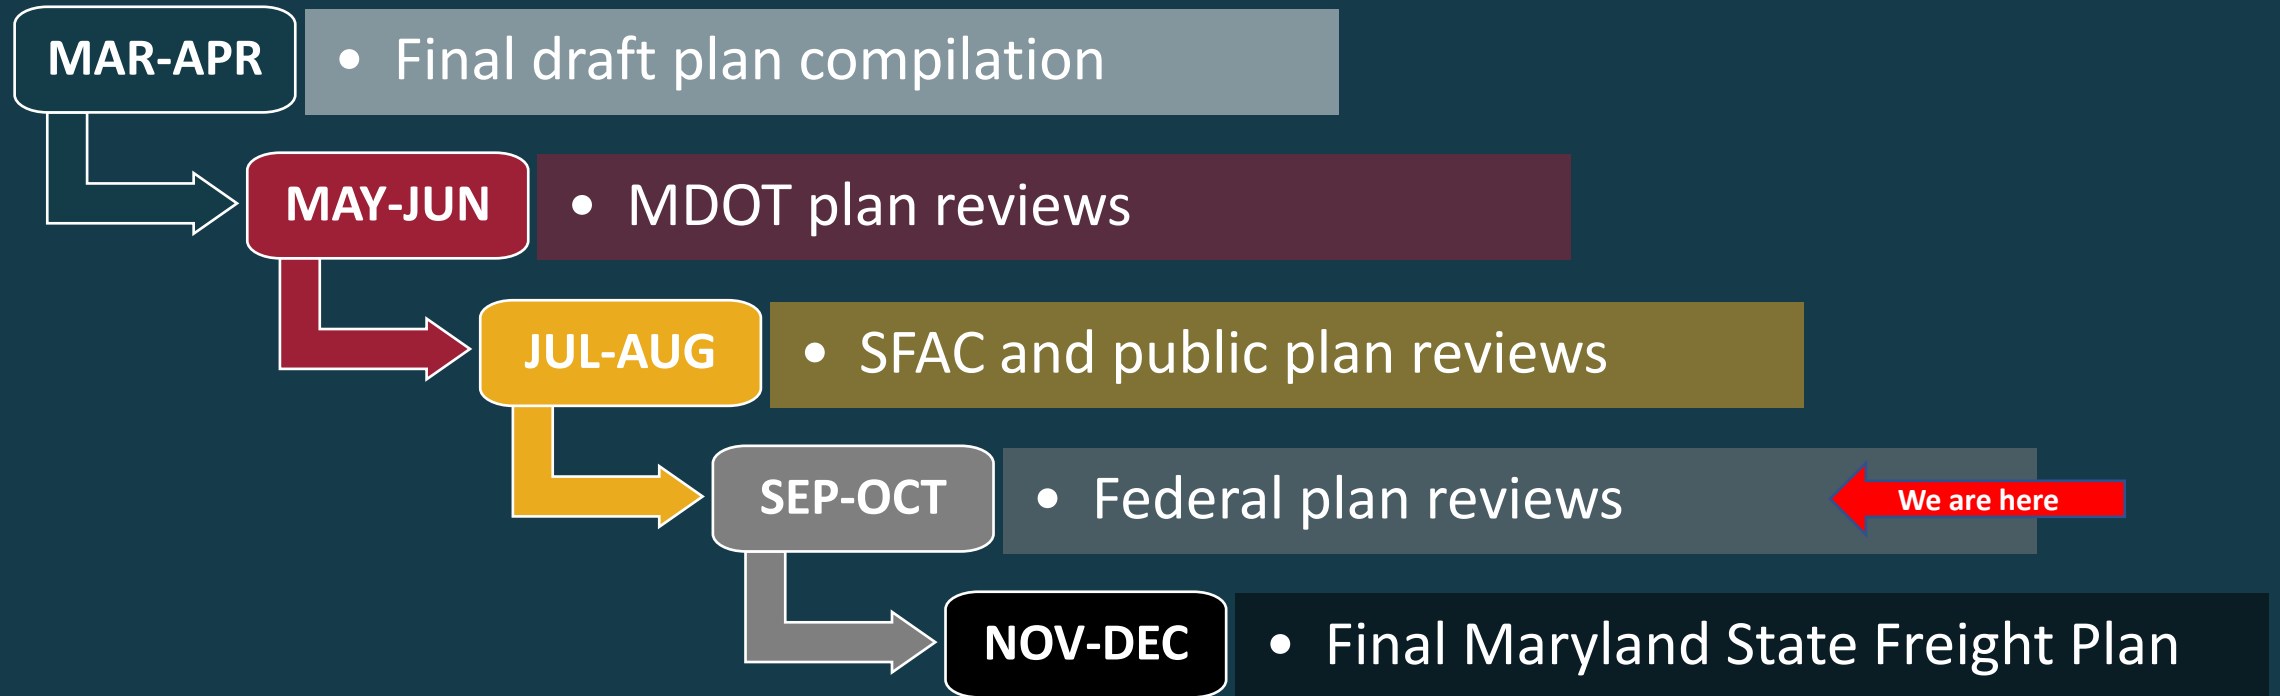 MAR-APR
• Final draft plan compilation
MAY-JUN
• MDOT plan reviews
JUL-AUG
• SFAC and public plan reviews
SEP-OCT
• Federal plan reviews
We are here
NOV-DEC
• Final Maryland State Freight Plan